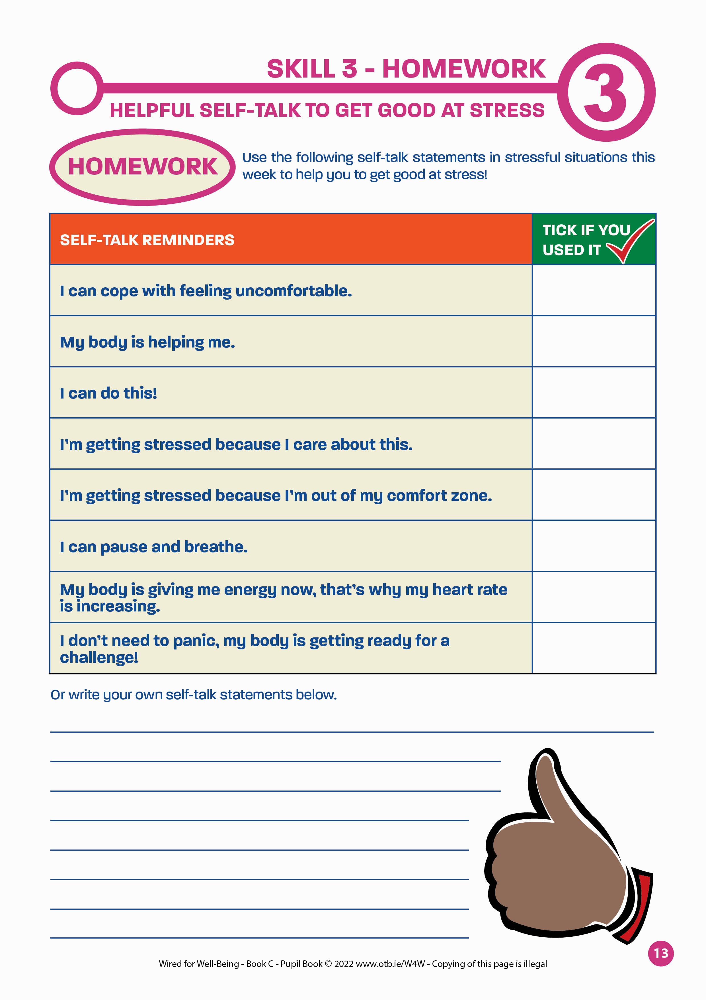 SKILL 3 - HOMEWORK
3
HELPFUL SELF-TALK TO GET GOOD AT STRESS
HOMEWORK
Use the following self-talk statements in stressful situations this
week to help you to get good at stress!
SELF-TALK REMINDERS
TICK IF YOU
USED IT
I can cope with feeling uncomfortable.
My body is helping me.
I can do this!
I'm getting stressed because I care about this.
I'm getting stressed because I'm out of my comfort zone.
I can pause and breathe.
My body is giving me energy now, that's why my heart rate
is increasing.
I don't need to panic, my body is getting ready for a
challenge!
Or write your own self-talk statements below.
13
Wired for Well-Being - Book C - Pupil Book © 2022 www.otb.ie/W4W - Copying of this page is illegal